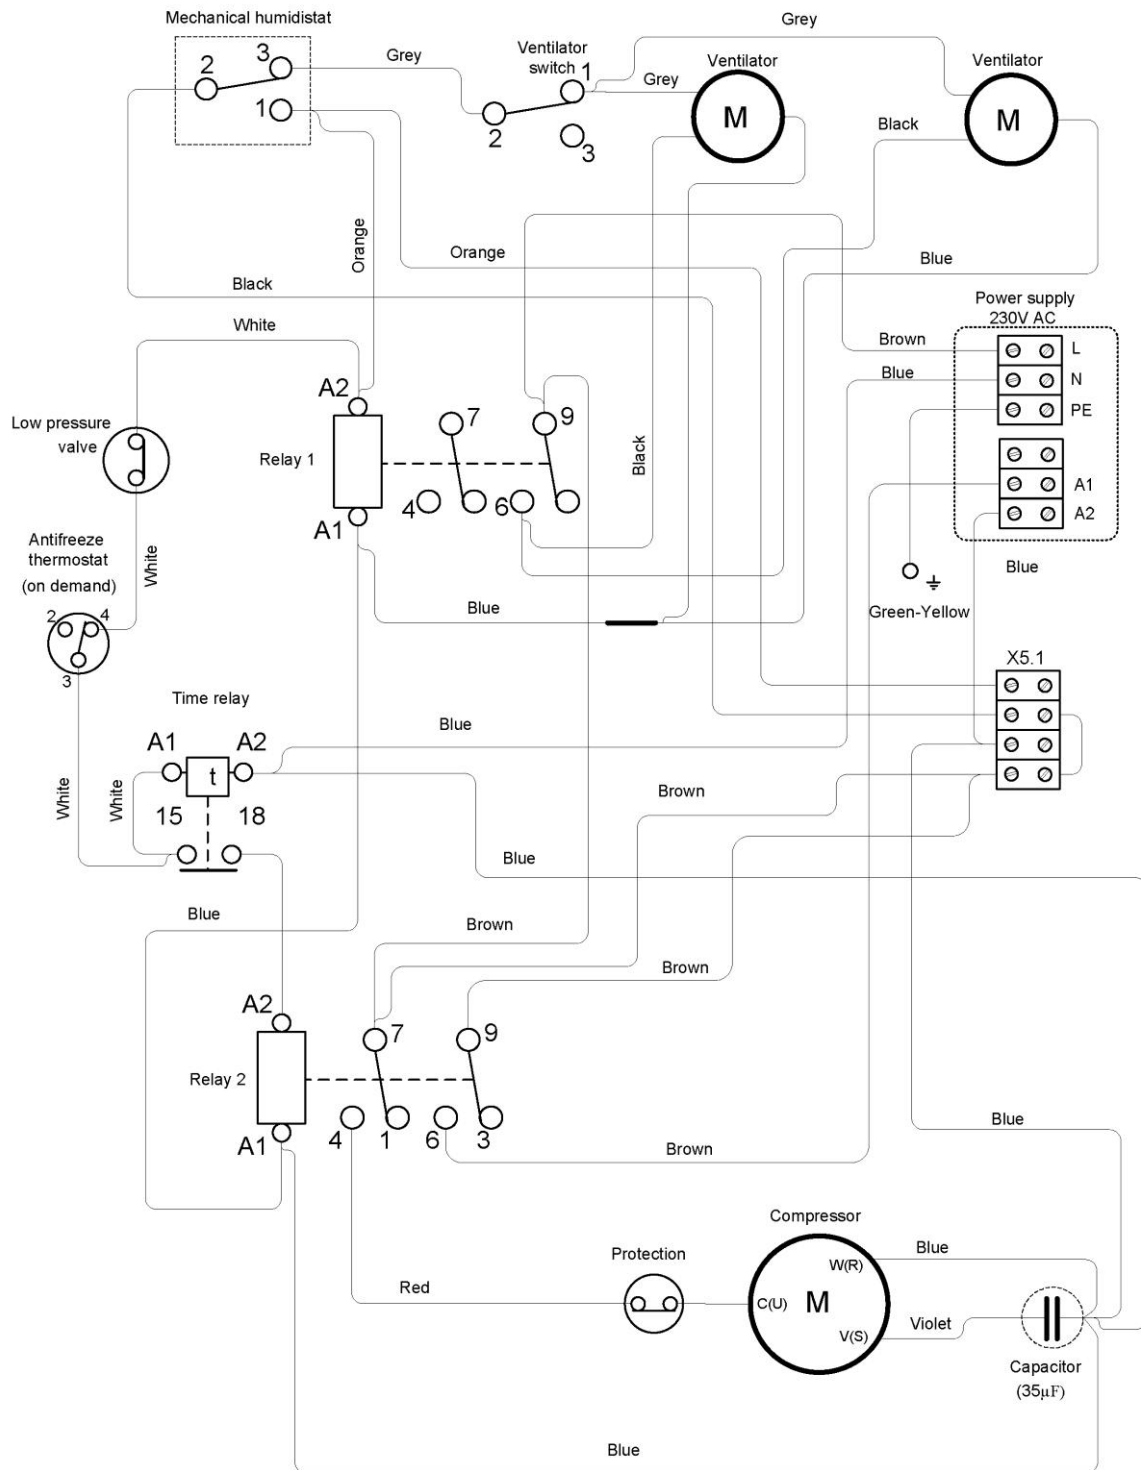 Mechanical humidistat
2
3
1
Grey
Ventilator
switch
1
2
3
Grey
Grey
Ventilator
M
Ventilator
M
Black
Orange
Orange
Blue
Black
White
Power supply
230V AC
Brown
L
Blue
N
PE
A1
A2
Blue
Green-Yellow
A2
Relay 1
A1
7
9
4
6
Black
Low pressure
valve
Antifreeze
thermostat
(on demand)
White
2
4
3
Blue
X5.1
Time relay
A1
A2
t
15
18
White
White
Blue
Brown
Blue
Blue
Brown
Brown
A2
Relay 2
A1
7
9
4
1
6
3
Brown
Blue
Compressor
Protection
Red
W(R)
C(U)
M
V(S)
Blue
Violet
Capacitor
(35µF)
Blue